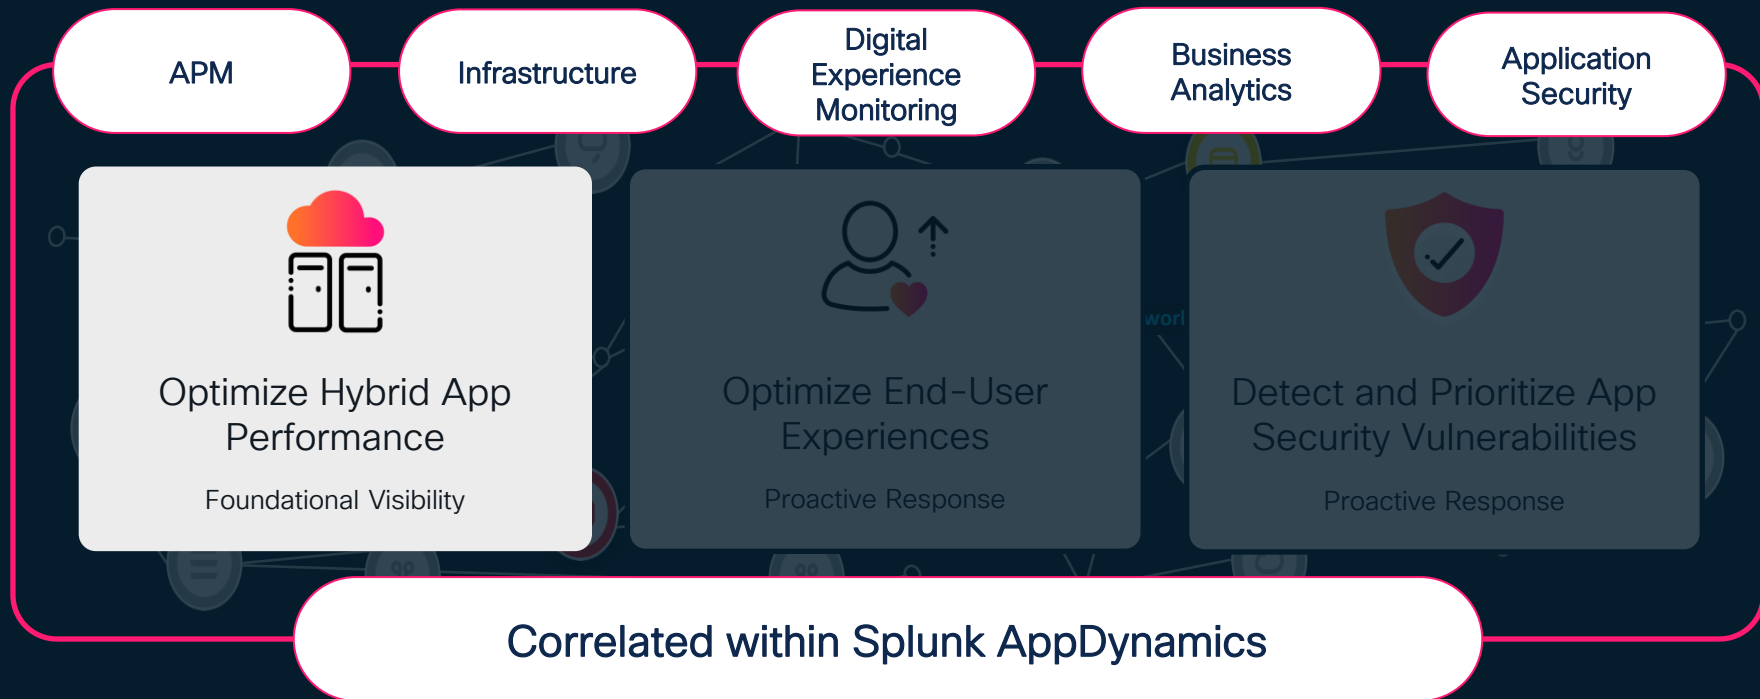 APM
Infrastructure
Digital
Experience
Monitoring
Business
Analytics
Application
Security
Optimize Hybrid App
Performance
Foundational Visibility
Optimize End-User
Experiences
Proactive Response
Detect and Prioritize App
Security Vulnerabilities
Proactive Response
Correlated within Splunk AppDynamics